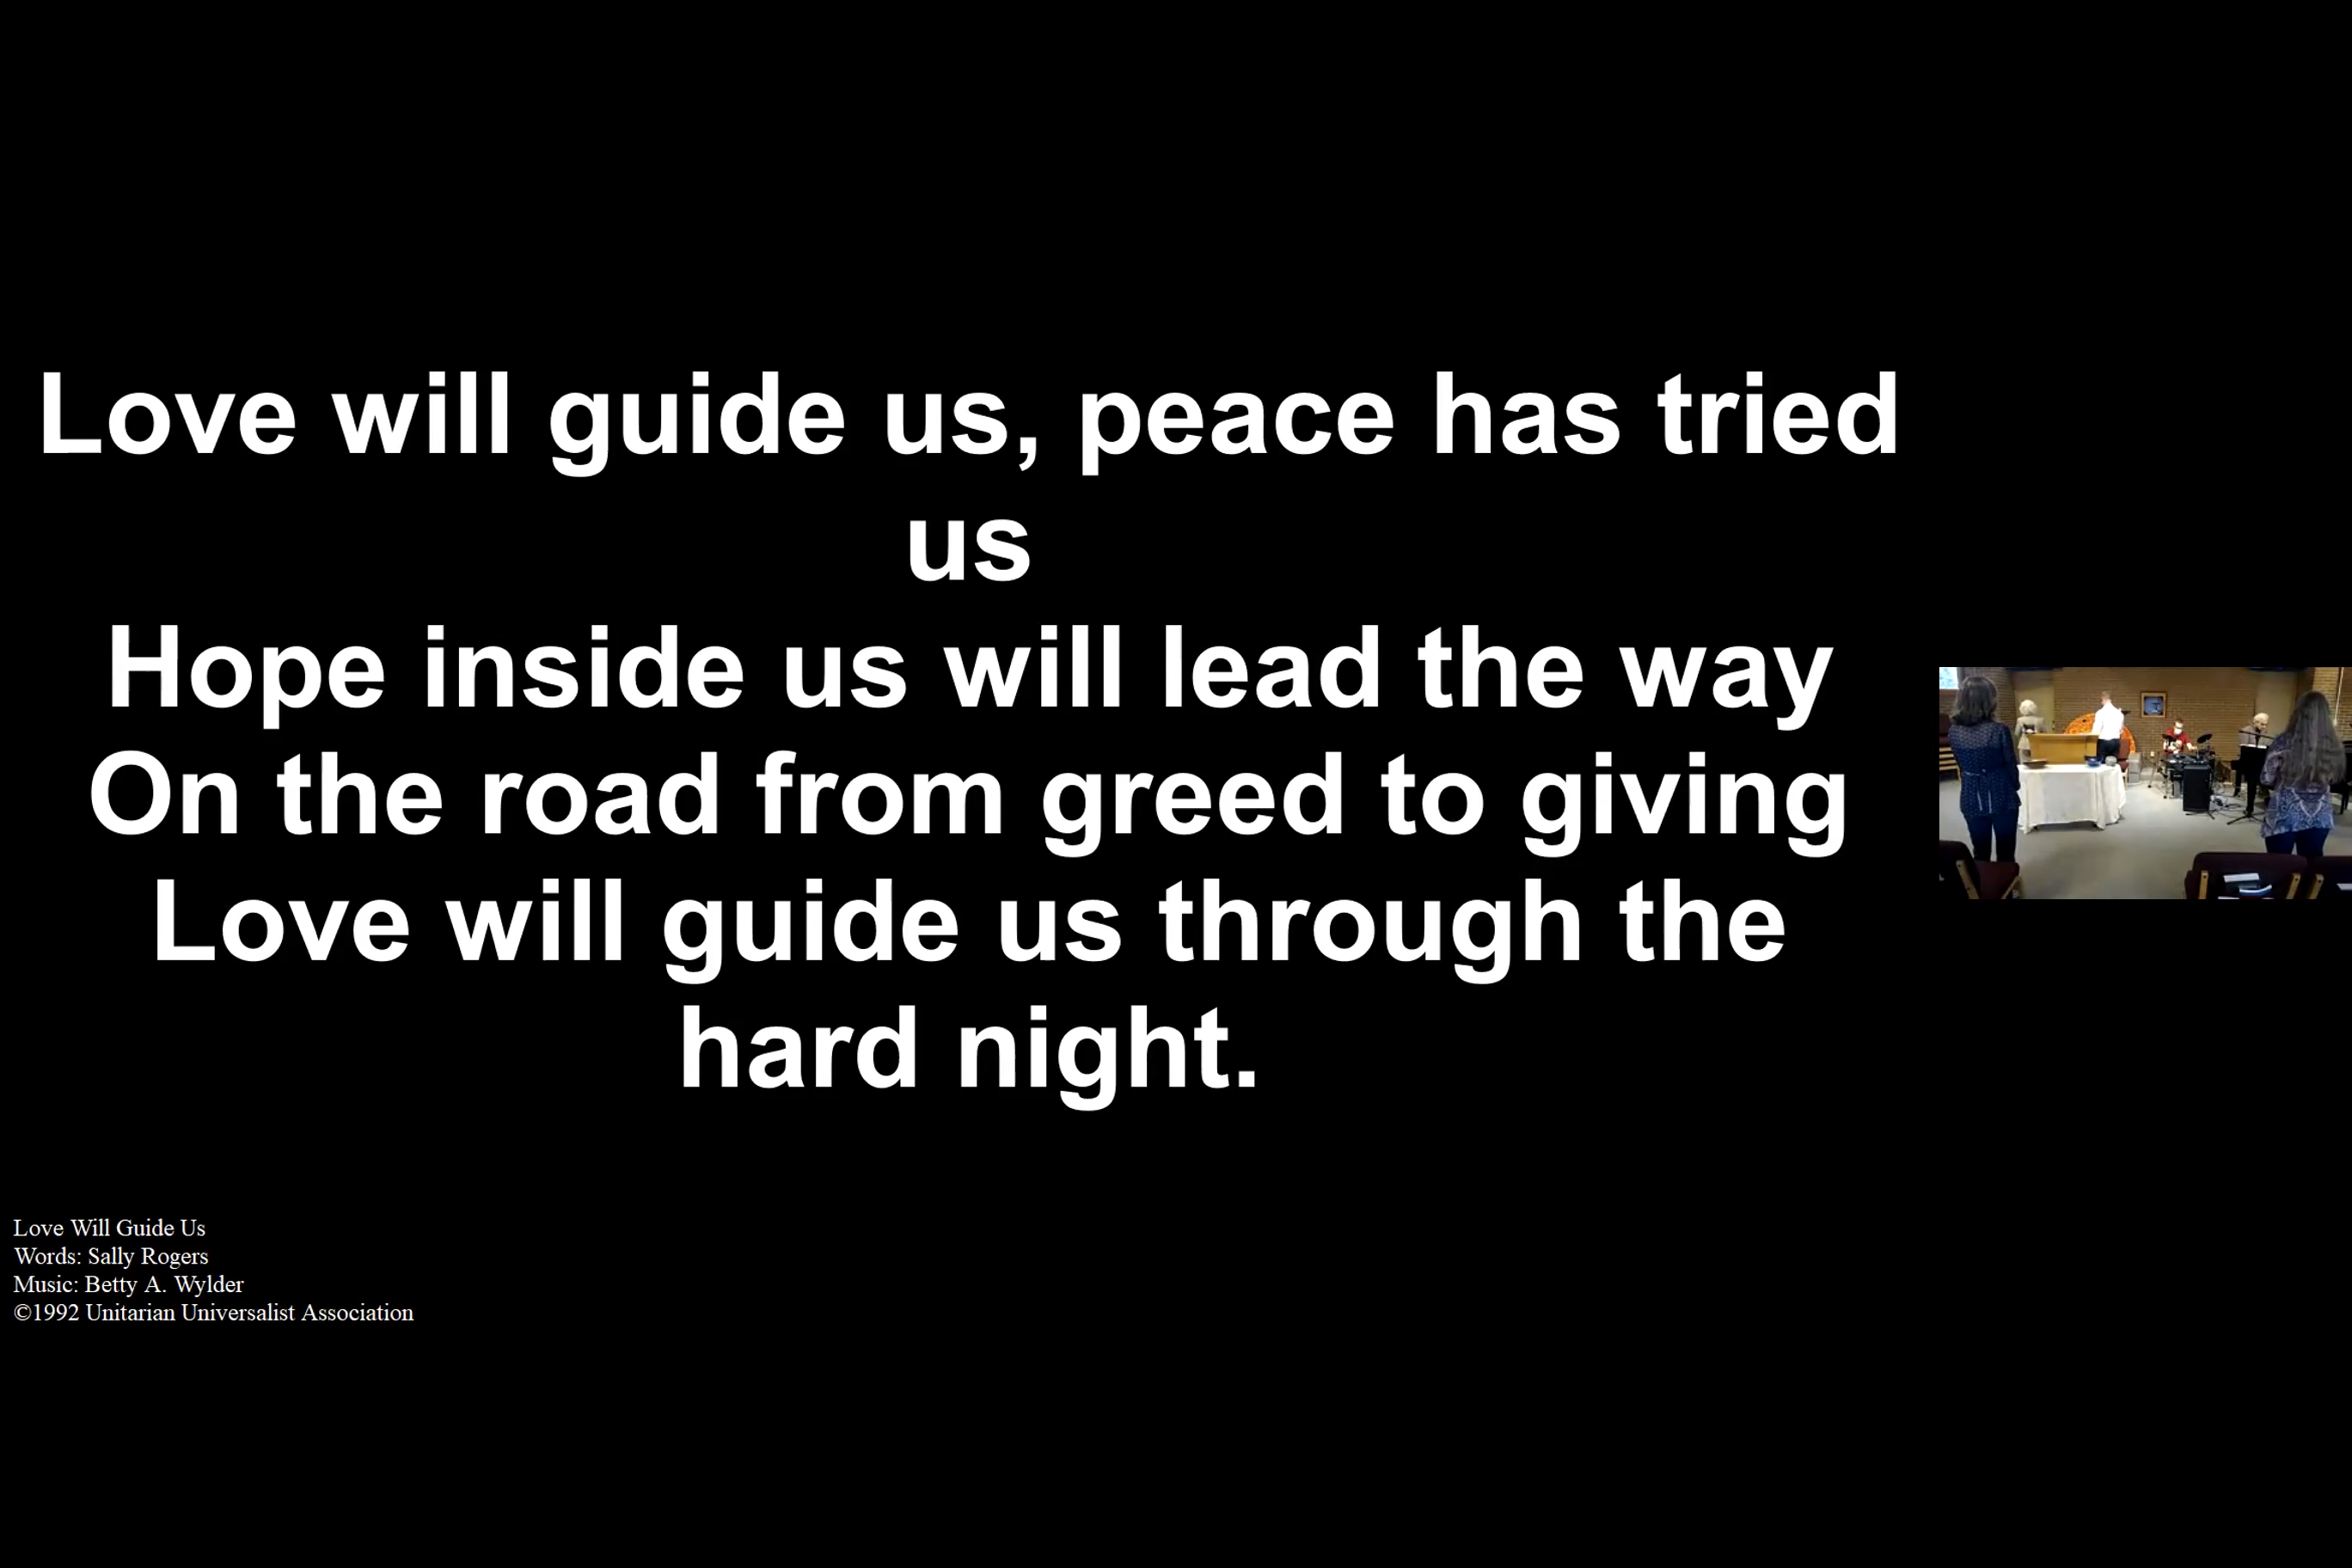 Love will guide us, peace has tried
us
Hope inside us will lead the way
On the road from greed to giving
Love will guide us through the
hard night.
Love Will Guide Us
Words: Sally Rogers
Music: Betty A. Wylder
©1992 Unitarian Universalist Association